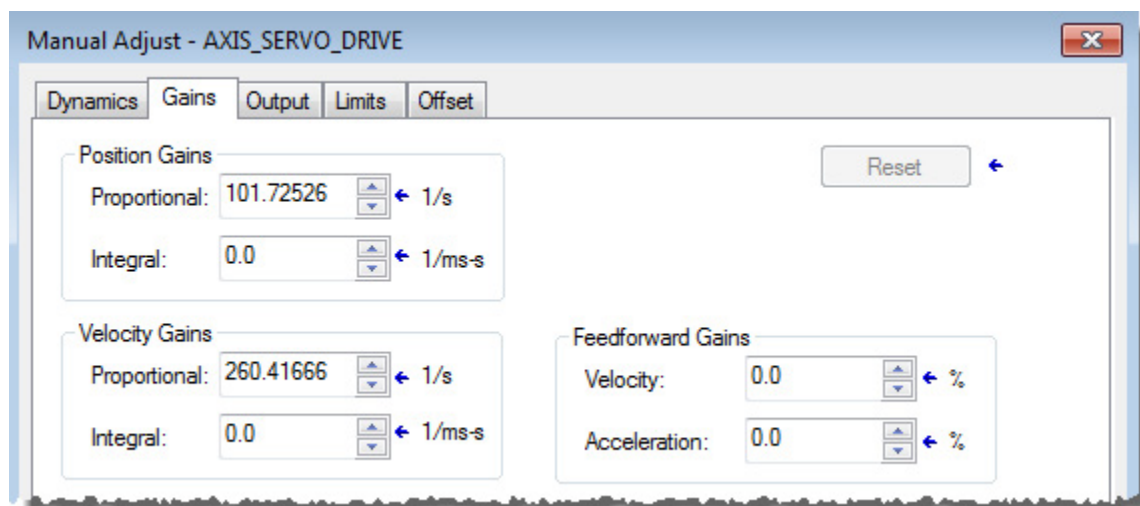 Manual Adjust - AXIS_SERVO_DRIVE
Dynamics Gains Output Limits Offset
Position Gains
Reset
Proportional: 101.72526 1/s
Integral: 0.0 1/ms-s
Velocity Gains
Proportional: 260.41666 1/s
Integral: 0.0 1/ms-s
Feedforward Gains
Velocity: 0.0 %
Acceleration: 0.0 %